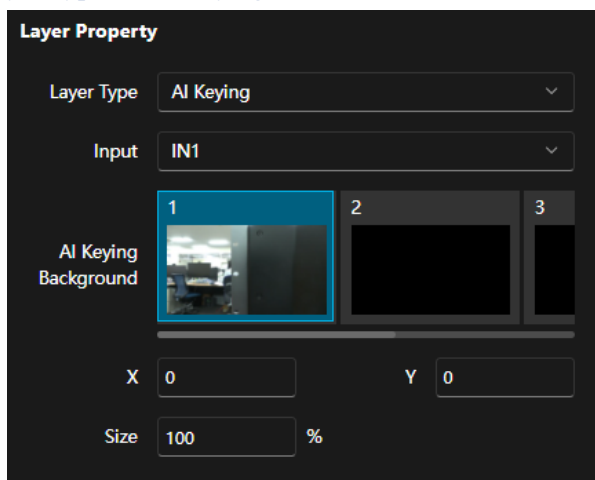 Layer Property
Layer Type AI Keying
Input IN1
1 2 3
AI Keying
Background
X 0 Y 0
Size 100 %